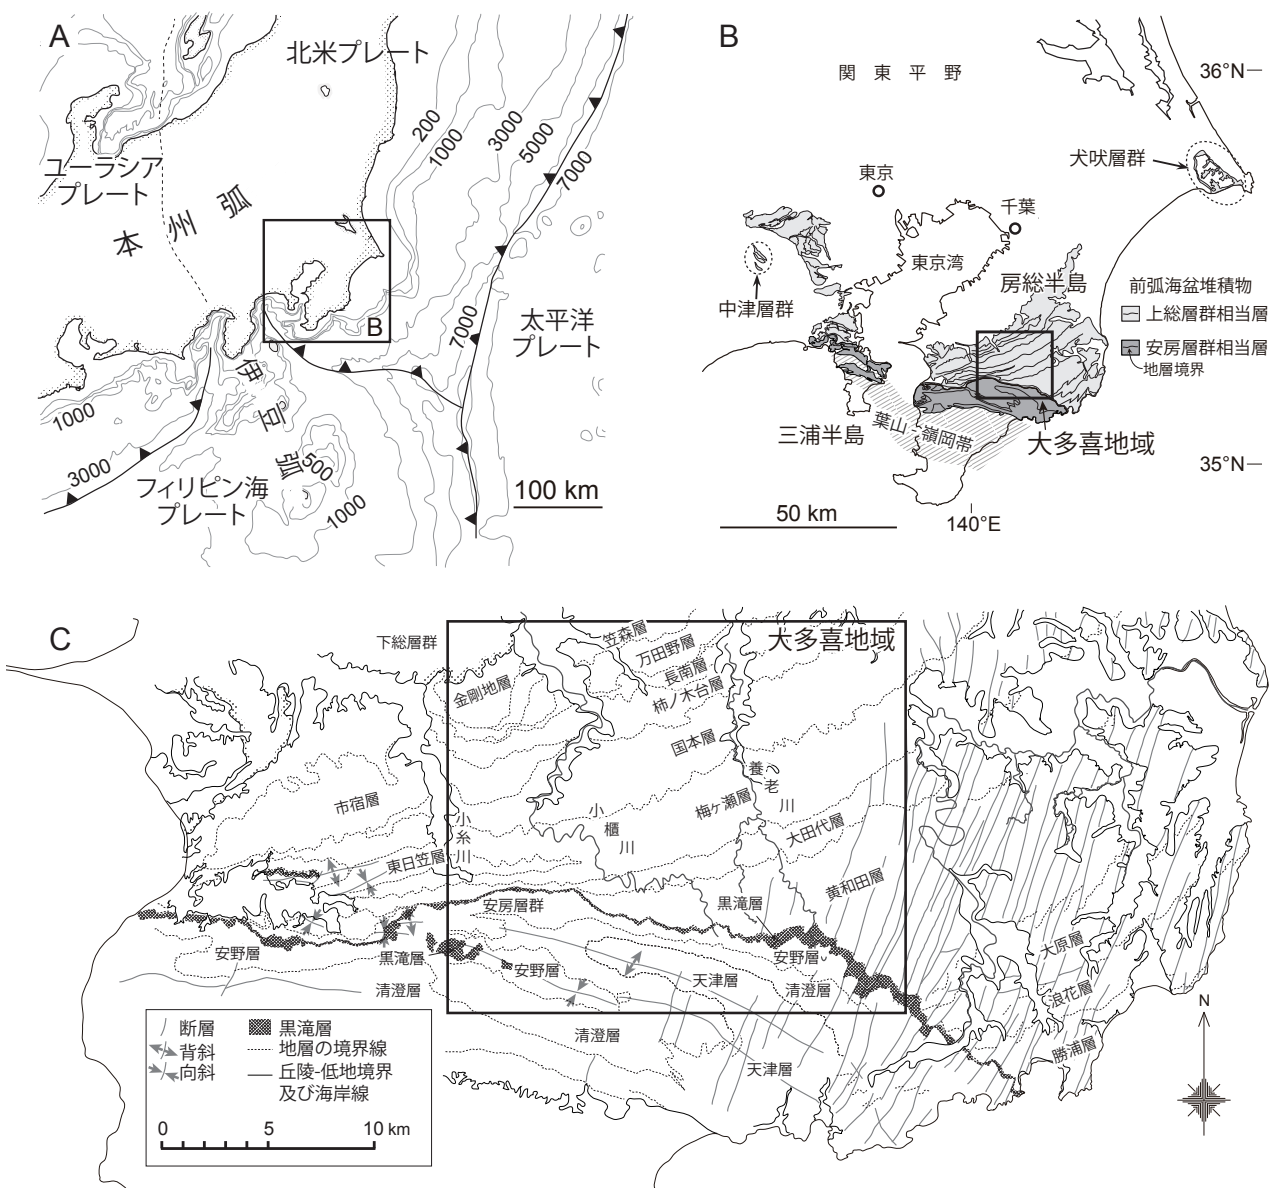 A
北米プレート
ユーラシア
プレート
本州弧
200
1000
3000
5000
7000
7000
B
太平洋
プレート
伊豆弧
1000
3000
500
1000
フィリピン海
プレート
100 km
B
関東平野
36°N
犬吠層群
東京
千葉
東京湾
房総半島
中津層群
前弧海盆堆積物
上総層群相当層
安房層群相当層
地層境界
三浦半島
葉山−嶺岡帯
大多喜地域
35°N
50 km
140°E
C
下総層群
笠森層
万田野層
長南層
柿ノ木台層
大多喜地域
金剛地層
国本層
養老川
市宿層
小糸川
小櫃川
梅ヶ瀬層
大田代層
東日笠層
黄和田層
安房層群
黒滝層
安野層
黒滝層
安野層
安野層
大原層
清澄層
天津層
清澄層
浪花層
清澄層
天津層
勝浦層
N
断層
背斜
向斜
黒滝層
地層の境界線
丘陵-低地境界
及び海岸線
0
5
10 km